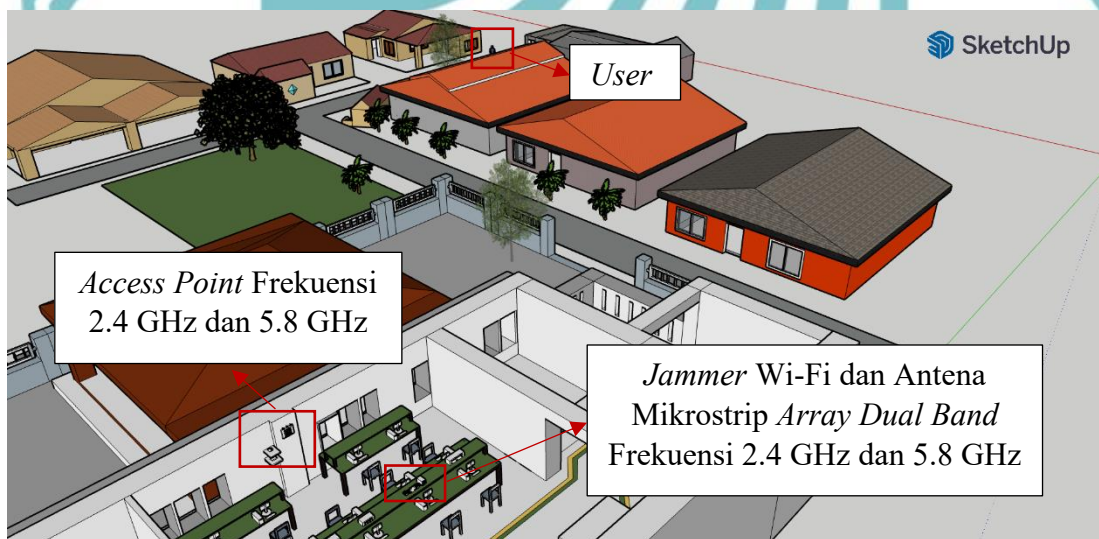 SketchUp
User
Access Point Frekuensi
2.4 GHz dan 5.8 GHz
Jammer Wi-Fi dan Antena
Mikrostrip Array Dual Band
Frekuensi 2.4 GHz dan 5.8 GHz